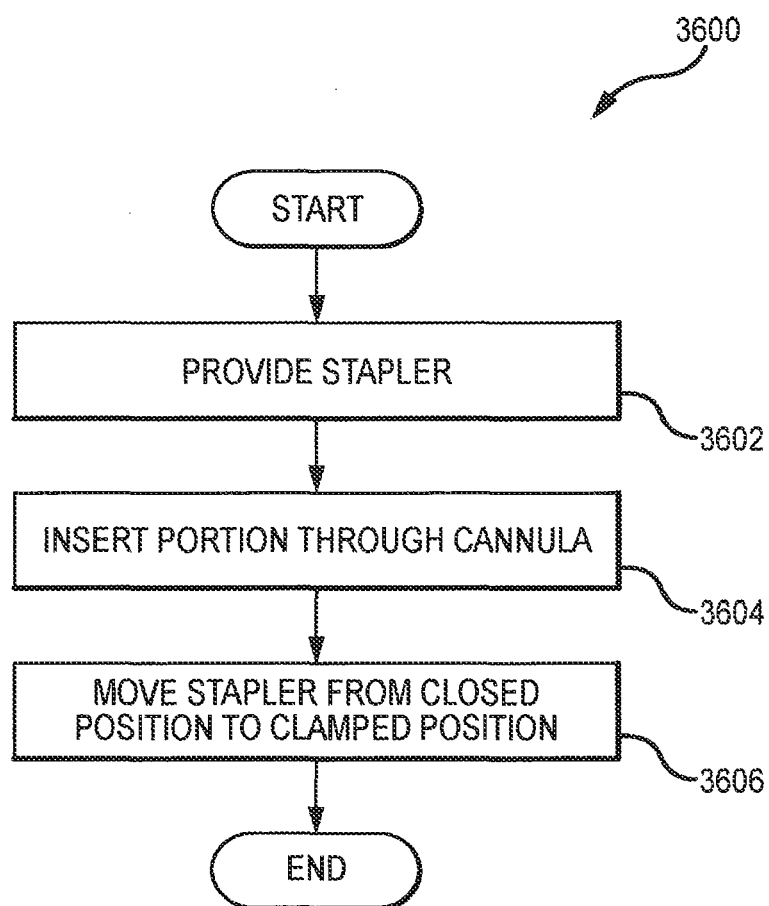 3600
START
PROVIDE STAPLER
3602
INSERT PORTION THROUGH CANNULA
3604
MOVE STAPLER FROM CLOSED
POSITION TO CLAMPED POSITION
3606
END